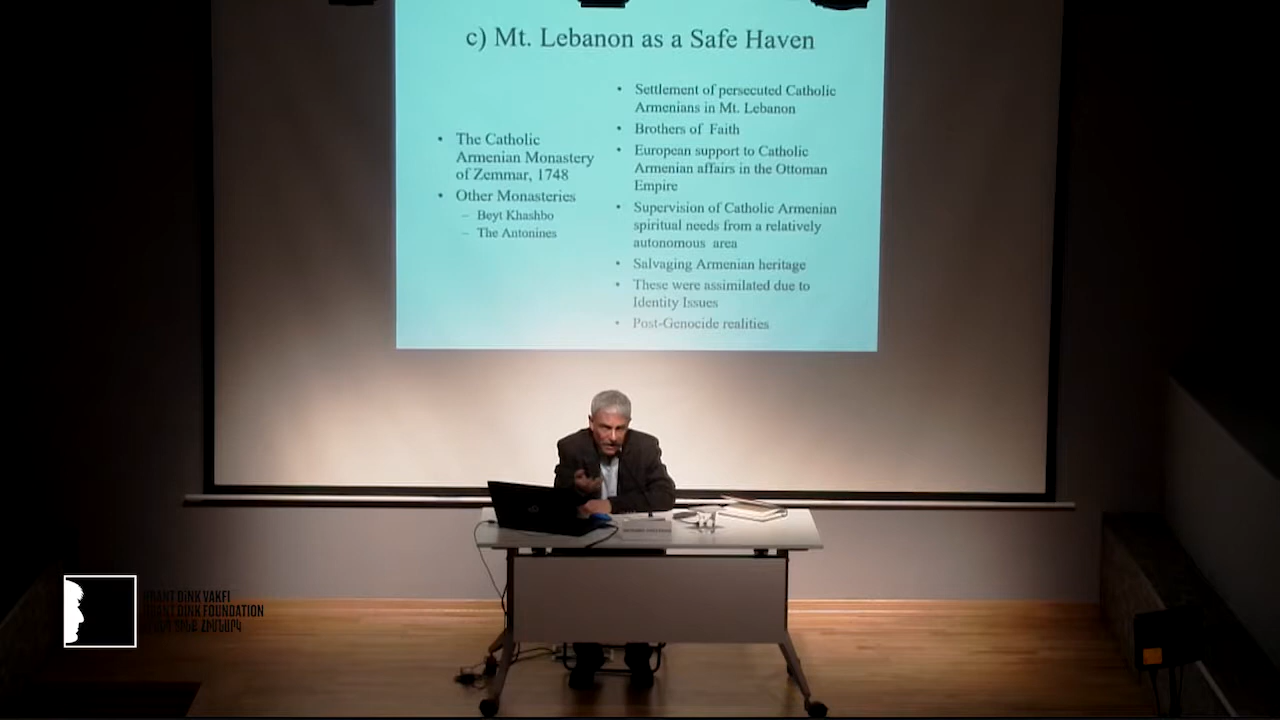 c) Mt. Lebanon as a Safe Haven
• The Catholic
Armenian Monastery
of Zemmar, 1748
• Other Monasteries
– Beyt Khashbo
– The Antonines
• Settlement of persecuted Catholic
Armenians in Mt. Lebanon
• Brothers of Faith
• European support to Catholic
Armenian affairs in the Ottoman
Empire
• Supervision of Catholic Armenian
spiritual needs from a relatively
autonomous area
• Salvaging Armenian heritage
• These were assimilated due to
Identity Issues
• Post-Genocide realities
HRANT DİNK VAKFI
HRANT DINK FOUNDATION